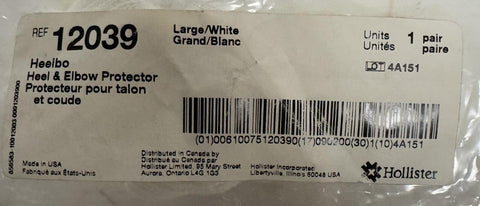 REF 12039
Large/White
Grand/Blanc
Units 1 pair
Unités paire
LOT 4A151
Heelbo
Heel & Elbow Protector
Protecteur pour talon
et coude
(01)00610075120390(17)090200(30)1(10)4A151
Made in USA
Fabriqué aux États-Unis
Distributed in Canada by
Distribué au Canada par
Hollister Limited, 95 Mary Street
Aurora, Ontario L4G 1G3
Hollister Incorporated
Libertyville, Illinois 60048 USA
Hollister